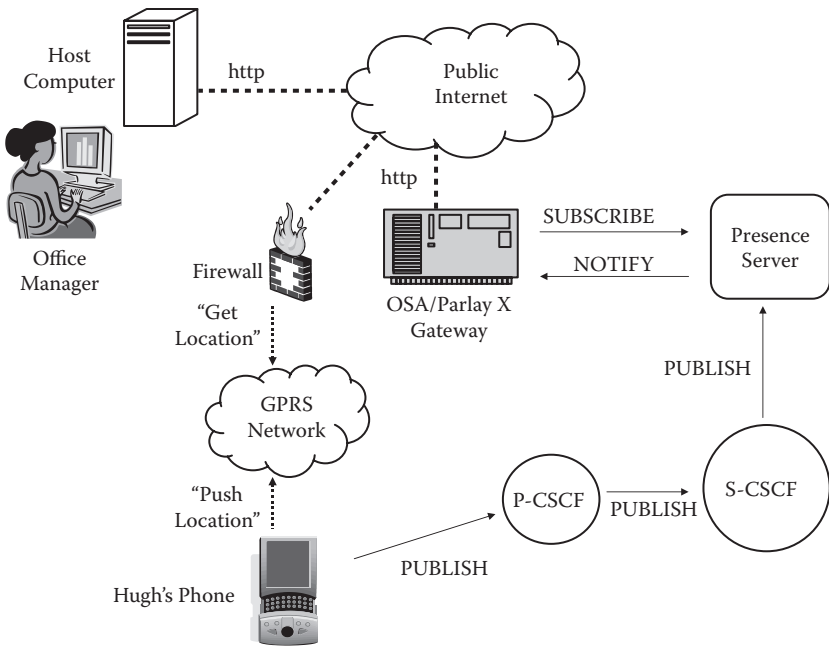 Host
Computer
http
Public
Internet
Office
Manager
http
Firewall
OSA/Parlay X
Gateway
SUBSCRIBE
NOTIFY
Presence
Server
“Get
Location”
GPRS
Network
“Push
Location”
Hugh's Phone
PUBLISH
P-CSCF
PUBLISH
S-CSCF
PUBLISH